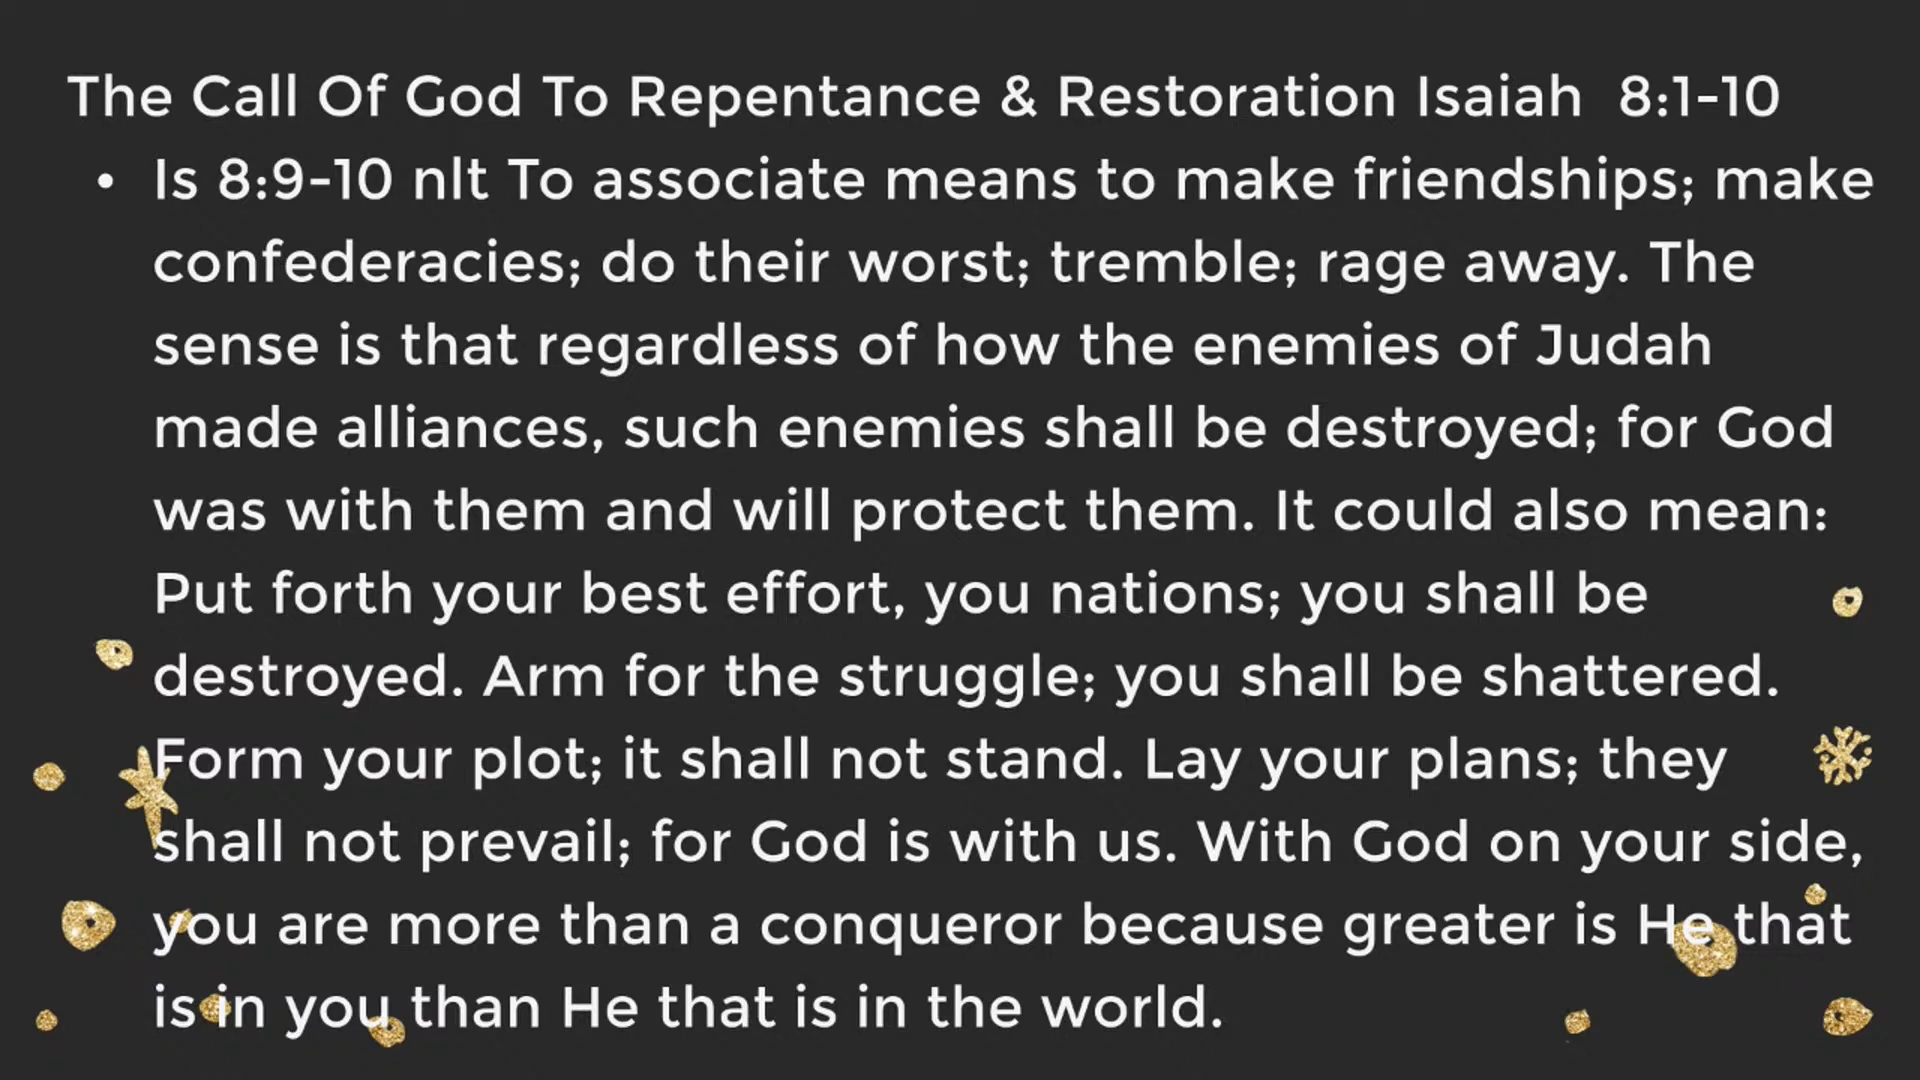 The Call Of God To Repentance & Restoration Isaiah 8:1-10
• Is 8:9-10 nlt To associate means to make friendships; make
confederacies; do their worst; tremble; rage away. The
sense is that regardless of how the enemies of Judah
made alliances, such enemies shall be destroyed; for God
was with them and will protect them. It could also mean:
Put forth your best effort, you nations; you shall be
destroyed. Arm for the struggle; you shall be shattered.
Form your plot; it shall not stand. Lay your plans; they
shall not prevail; for God is with us. With God on your side,
you are more than a conqueror because greater is He that
is in you than He that is in the world.